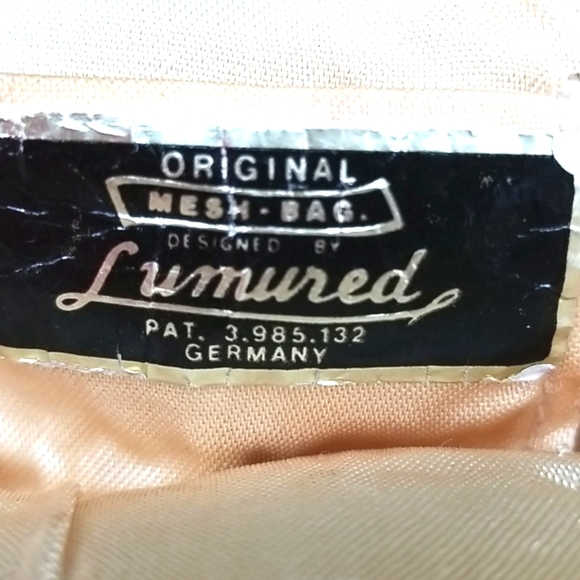 ORIGINAL
MESH-BAG.
DESIGNED BY
Lumured
PAT. 3.985.132
GERMANY